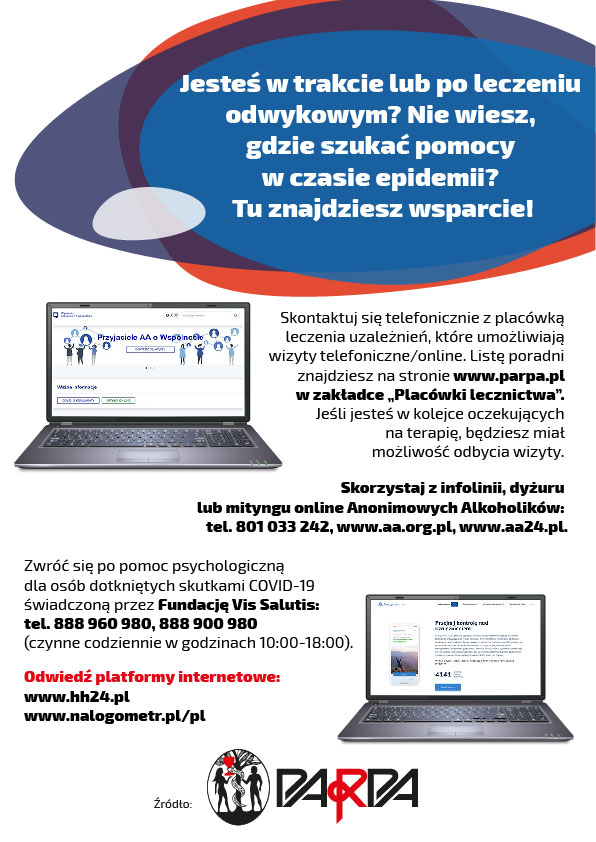 Jesteś w trakcie lub po leczeniu
odwykowym? Nie wiesz,
gdzie szukać pomocy
w czasie epidemii?
Tu znajdziesz wsparcie!
Przyjaciele AA o Wspólnocie
Ważne informacje
Skontaktuj się telefonicznie z placówką
leczenia uzależnień, które umożliwiają
wizyty telefoniczne/online. Listę poradni
znajdziesz na stronie www.parpa.pl
w zakładce „Placówki lecznictwa”.
Jeśli jesteś w kolejce oczekujących
na terapię, będziesz miał
możliwość odbycia wizyty.
Skorzystaj z infolinii, dyżuru
lub mityngu online Anonimowych Alkoholików:
tel. 801 033 242, www.aa.org.pl, www.aa24.pl.
Zwróć się po pomoc psychologiczną
dla osób dotkniętych skutkami COVID-19
świadczoną przez Fundację Vis Salutis:
tel. 888 960 980, 888 900 980
(czynne codziennie w godzinach 10:00-18:00).
Odwiedź platformy internetowe:
www.hh24.pl
www.nalogometr.pl/pl
Przejmij kontrolę nad
uzależnieniem
4141
Źródło:
PARPA